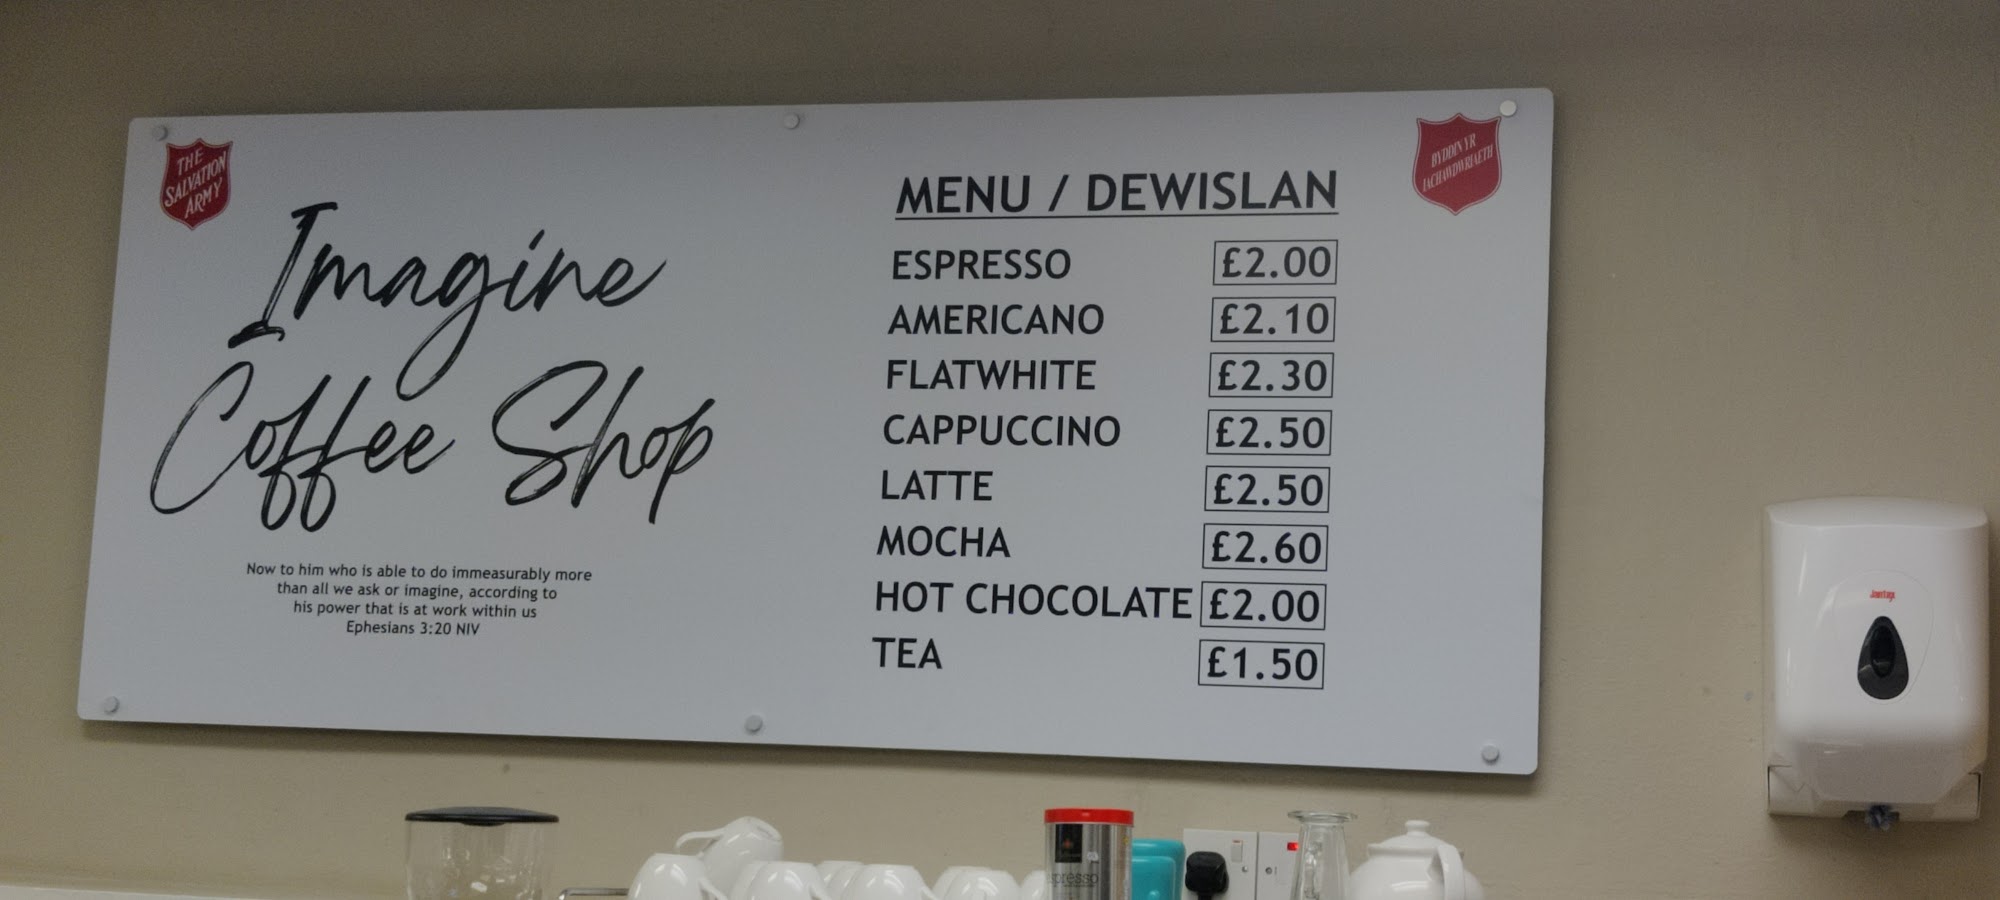 THE
SALVATION
ARMY
Imagine
Coffee Shop
Now to him who is able to do immeasurably more
than all we ask or imagine, according to
his power that is at work within us
Ephesians 3:20 NIV
BYDDIN YR
IACHAWDWRIAETH
MENU / DEWISLAN
ESPRESSO £2.00
AMERICANO £2.10
FLATWHITE £2.30
CAPPUCCINO £2.50
LATTE £2.50
MOCHA £2.60
HOT CHOCOLATE £2.00
TEA £1.50
Jantex
espresso